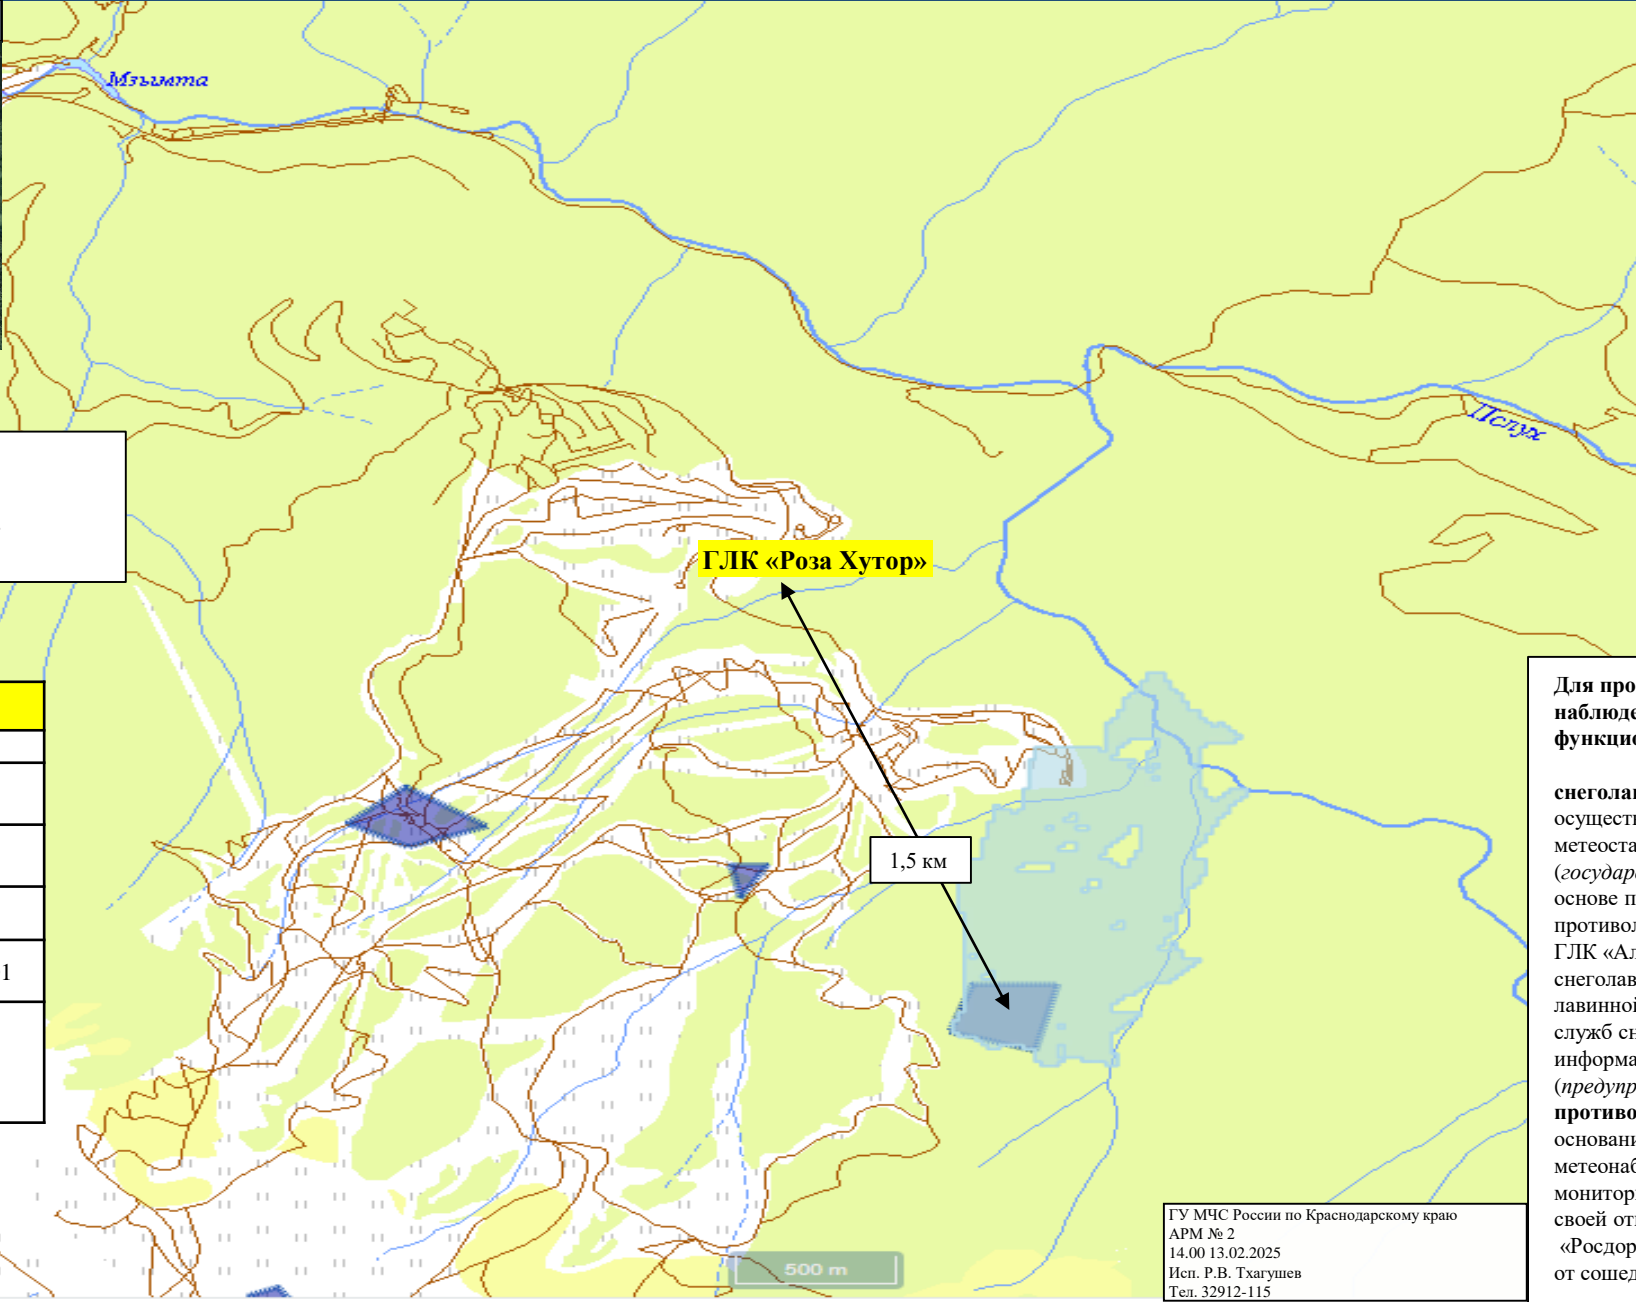 Мзымта
Пслух
ГЛК «Роза Хутор»
1,5 км
1
Для про
наблюде
функцио
снеголав
осуществ
метеоста
(государ
основе п
противол
ГЛК «Ал
снеголав
лавинной
служб сн
информа
(предупр
противо
основани
метеонаб
монитор
своей отв
«Росдор
от сошед
500 m
ГУ МЧС России по Краснодарскому краю
АРМ № 2
14.00 13.02.2025
Исп. Р.В. Тхагушев
Тел. 32912-115